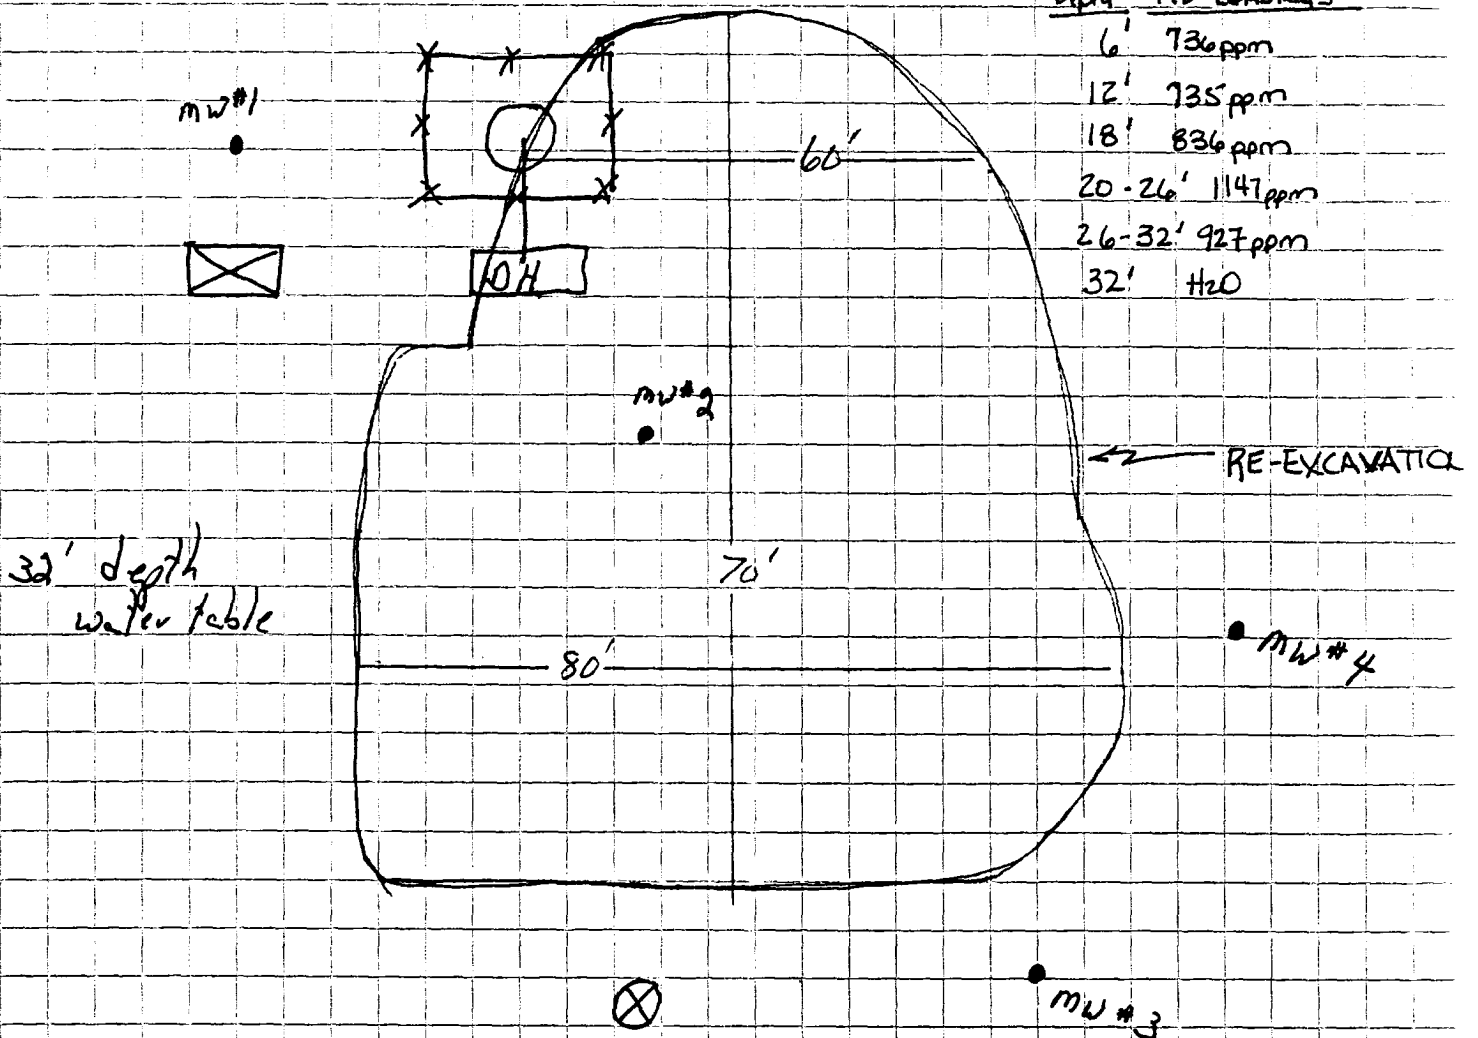 6' 736ppm
mw#1
12' 735ppm
18' 836ppm
60'
20-26' 1147ppm
26-32' 927ppm
DH
32' H2O
mw#2
RE-EXCAVATIO
32' depth
water table
70'
80'
mw#4
mw#3